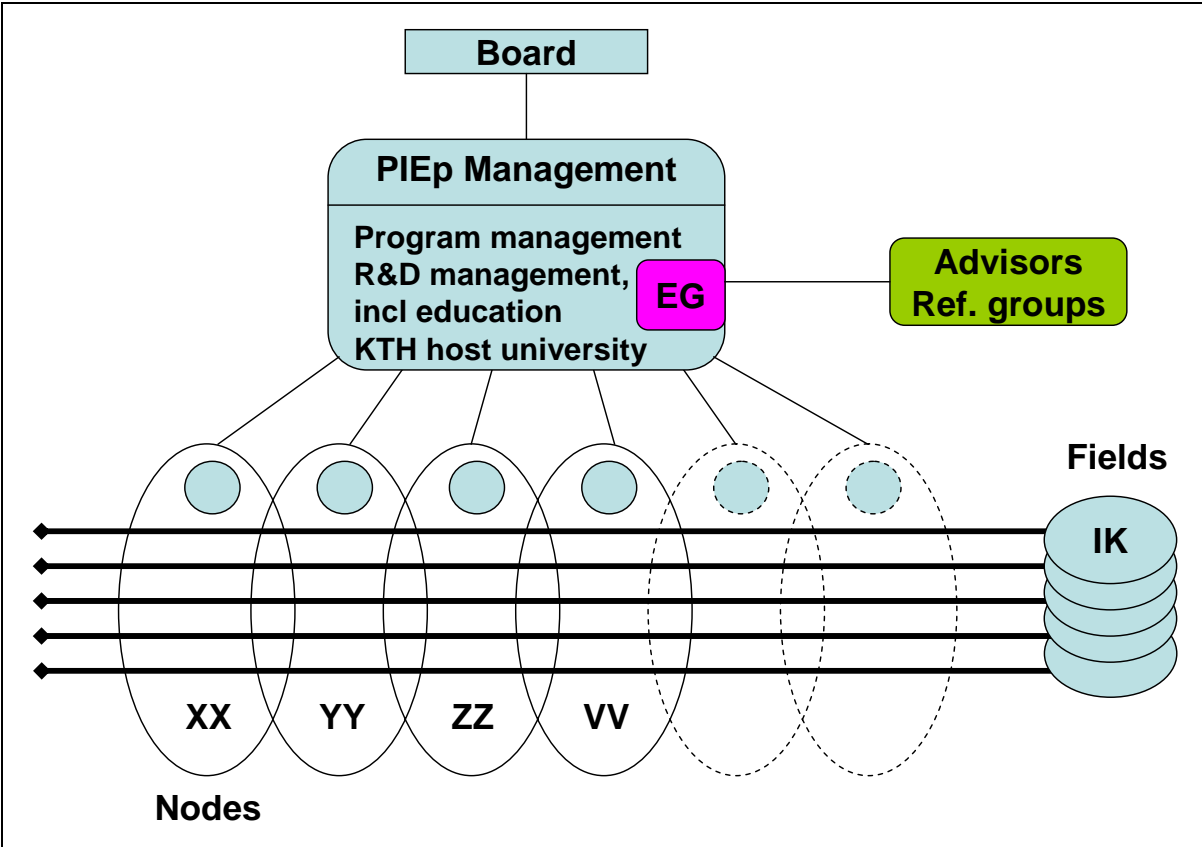 Board
PIEp Management
Program management
R&D management,
incl education
KTH host university
EG
Advisors
Ref. groups
Fields
IK
XX
YY
ZZ
VV
Nodes